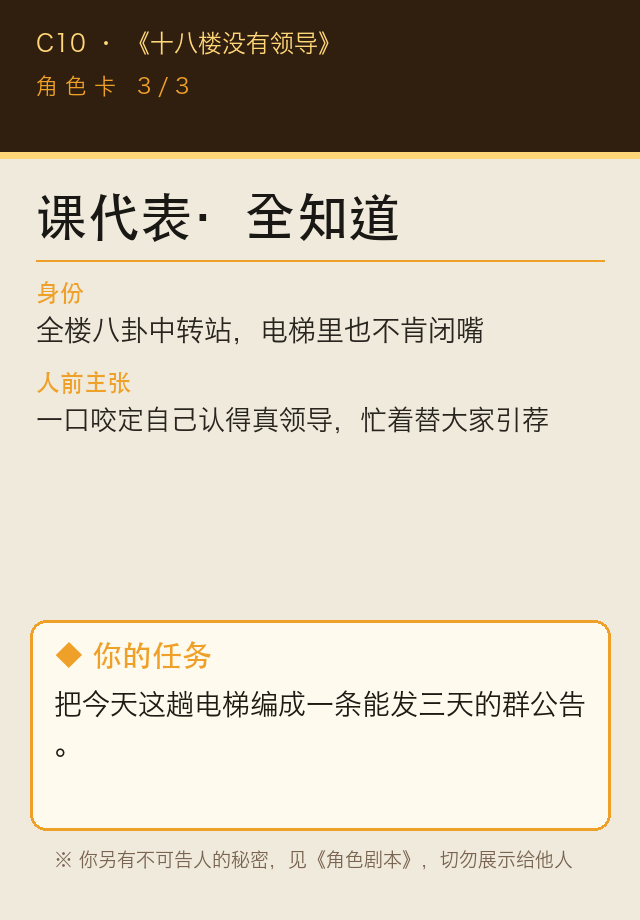 C10 · 《十八楼没有领导》
角色卡 3/3
课代表· 全知道
身份
全楼八卦中转站，电梯里也不肯闭嘴
人前主张
一口咬定自己认得真领导，忙着替大家引荐
◆ 你的任务
把今天这趟电梯编成一条能发三天的群公告
。
※ 你另有不可告人的秘密，见《角色剧本》，切勿展示给他人